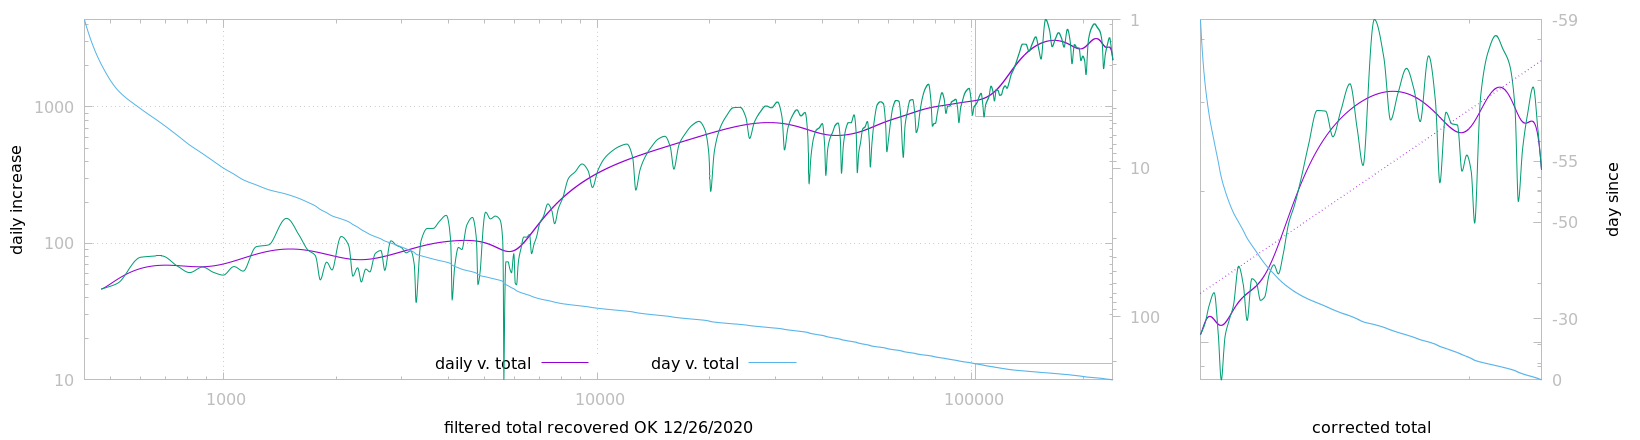 daily increase
1000
100
10
1
10
100
1000
10000
100000
daily v. total
day v. total
filtered total recovered OK 12/26/2020
-59
-55
-50
-30
0
day since
corrected total